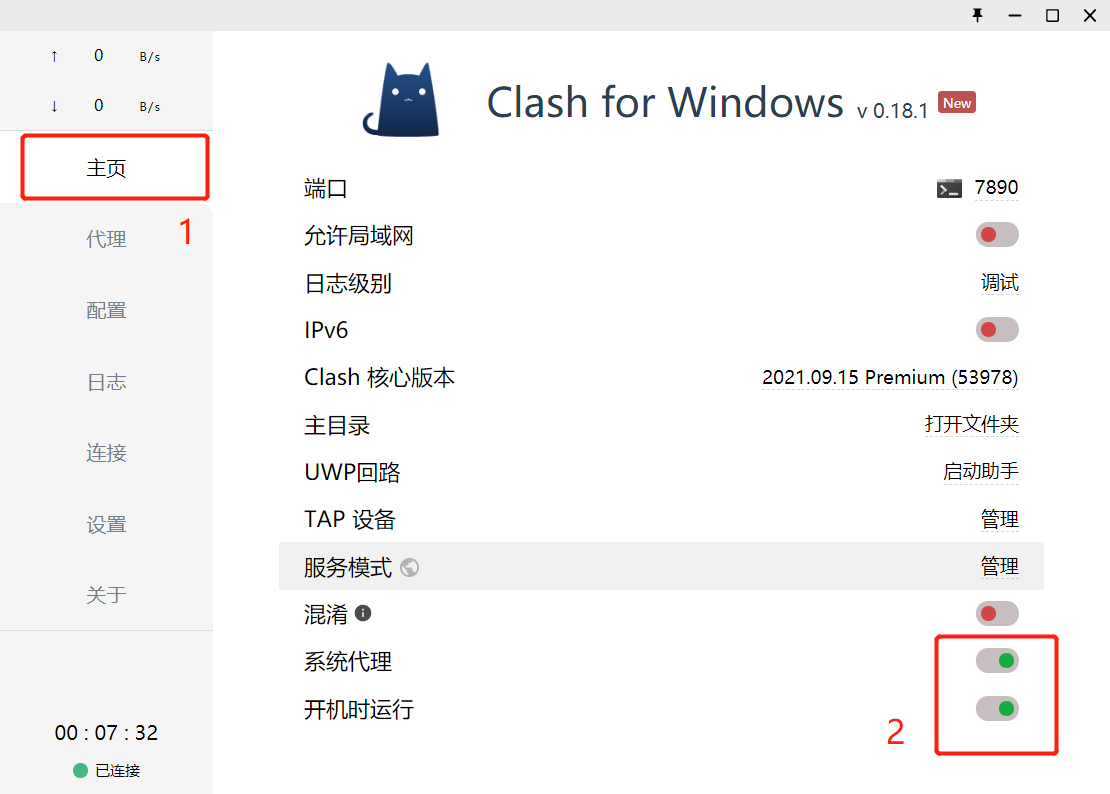 ↑ 0 B/s
↓ 0 B/s
主页
1
代理
配置
日志
连接
设置
关于
00 : 07 : 32
已连接
Clash for Windows v 0.18.1 New
端口 7890
允许局域网
日志级别 调试
IPv6
Clash 核心版本 2021.09.15 Premium (53978)
主目录 打开文件夹
UWP回路 启动助手
TAP 设备 管理
服务模式 管理
混淆
系统代理
开机时运行
2